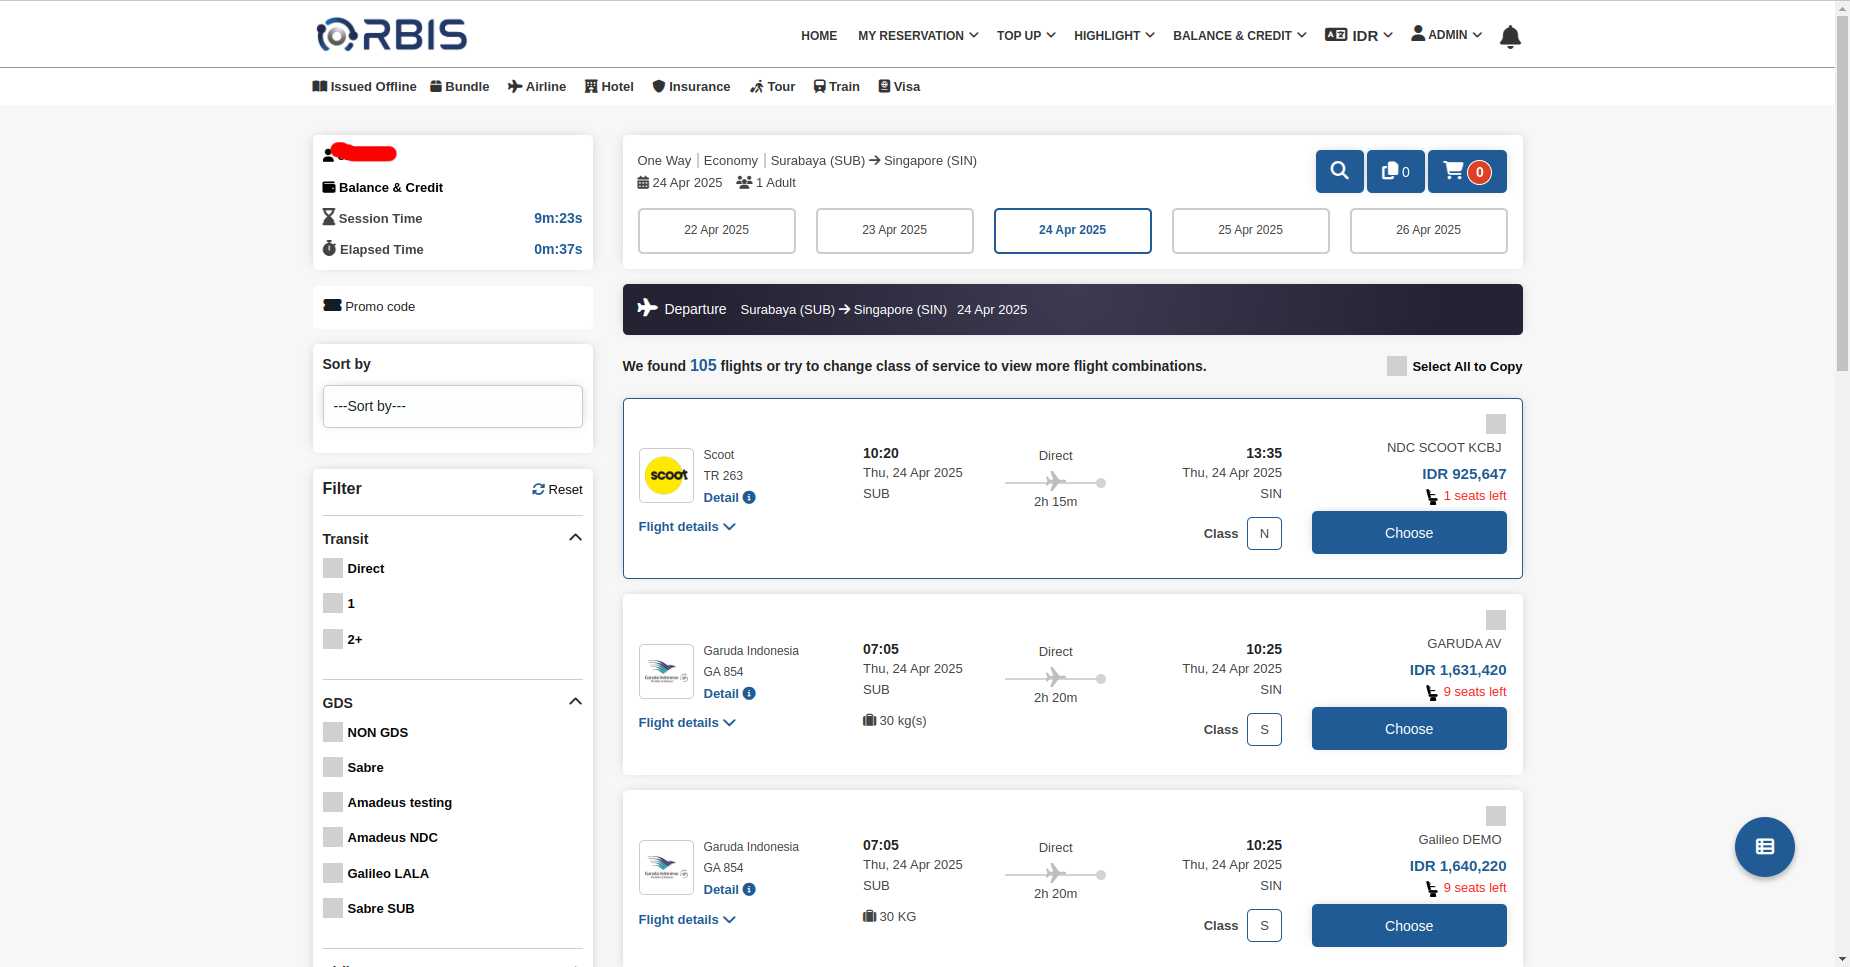 ORBIS
HOME MY RESERVATION TOP UP HIGHLIGHT BALANCE & CREDIT IDR ADMIN
Issued Offline Bundle Airline Hotel Insurance Tour Train Visa
Balance & Credit
Session Time 9m:23s
Elapsed Time 0m:37s
Promo code
Sort by
---Sort by---
Filter Reset
Transit
Direct
1
2+
GDS
NON GDS
Sabre
Amadeus testing
Amadeus NDC
Galileo LALA
Sabre SUB
One Way Economy Surabaya (SUB) → Singapore (SIN)
24 Apr 2025 1 Adult
0 0
22 Apr 2025 23 Apr 2025 24 Apr 2025 25 Apr 2025 26 Apr 2025
Departure Surabaya (SUB) → Singapore (SIN) 24 Apr 2025
We found 105 flights or try to change class of service to view more flight combinations.
Select All to Copy
scoot
Scoot
TR 263
Detail
Flight details
10:20
Thu, 24 Apr 2025
SUB
Direct
2h 15m
13:35
Thu, 24 Apr 2025
SIN
Class N
NDC SCOOT KCBJ
IDR 925,647
1 seats left
Choose
Garuda Indonesia
Garuda Indonesia
GA 854
Detail
Flight details
07:05
Thu, 24 Apr 2025
SUB
30 kg(s)
Direct
2h 20m
10:25
Thu, 24 Apr 2025
SIN
Class S
GARUDA AV
IDR 1,631,420
9 seats left
Choose
Garuda Indonesia
Garuda Indonesia
GA 854
Detail
Flight details
07:05
Thu, 24 Apr 2025
SUB
30 KG
Direct
2h 20m
10:25
Thu, 24 Apr 2025
SIN
Class S
Galileo DEMO
IDR 1,640,220
9 seats left
Choose